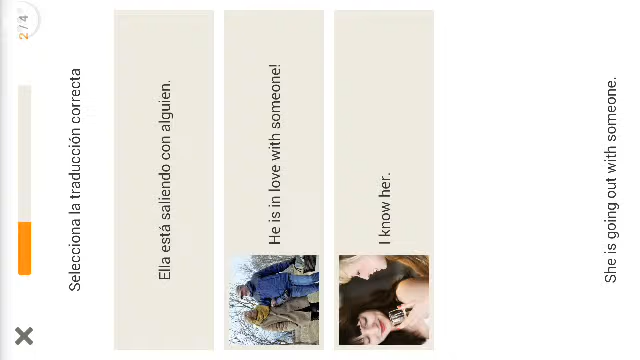 2/4
Selecciona la traducción correcta
Ella está saliendo con alguien.
He is in love with someone!
I know her.
She is going out with someone.